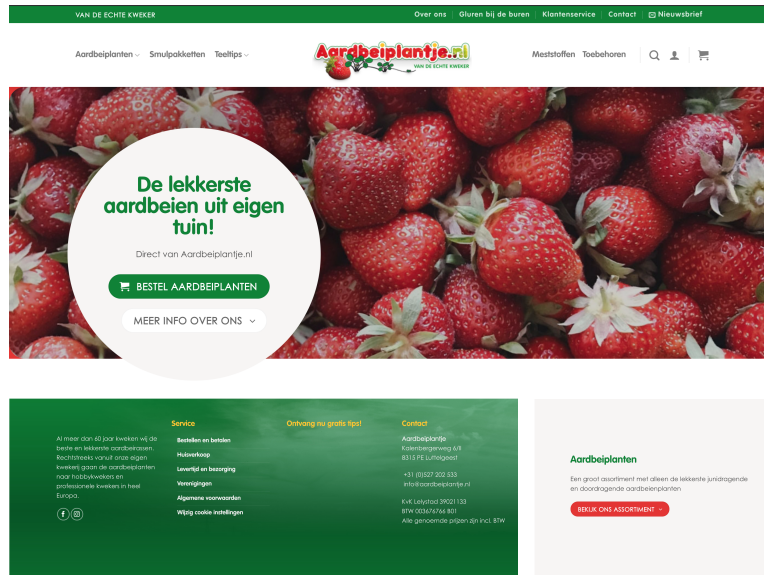 VAN DE ECHTE KWEKER
Over ons
Gluren bij de buren
Klantenservice
Contact
Nieuwsbrief
Aardbeiplanten
Smulpakketten
Teeltips
Aardbeiplantje.nl
VAN DE ECHTE KWEKER
Meststoffen
Toebehoren
De lekkerste
aardbeien uit eigen
tuin!
Direct van Aardbeiplantje.nl
BESTEL AARDBEIPLANTEN
MEER INFO OVER ONS
Al meer dan 60 jaar kweken wij de
beste en lekkerste aardbeirassen.
Rechtstreeks vanuit onze eigen
kwekerij gaan de aardbeiplanten
naar hobbykwekers en
professionele kwekers in heel
Europa.
Service
Bestellen en betalen
Huisverkoop
Levertijd en bezorging
Verenigingen
Algemene voorwaarden
Wijzig cookie instellingen
Ontvang nu gratis tips!
Contact
Aardbeiplantje
Kalenbergerweg 6/II
8315 PE Luttelgeest
+31 (0)527 202 533
info@aardbeiplantje.nl
KvK Lelystad 39021133
BTW 003676766 B01
Alle genoemde prijzen zijn incl. BTW
Aardbeiplanten
Een groot assortiment met alleen de lekkerste junidragende
en doordragende aardbeienplanten
BEKIJK ONS ASSORTIMENT